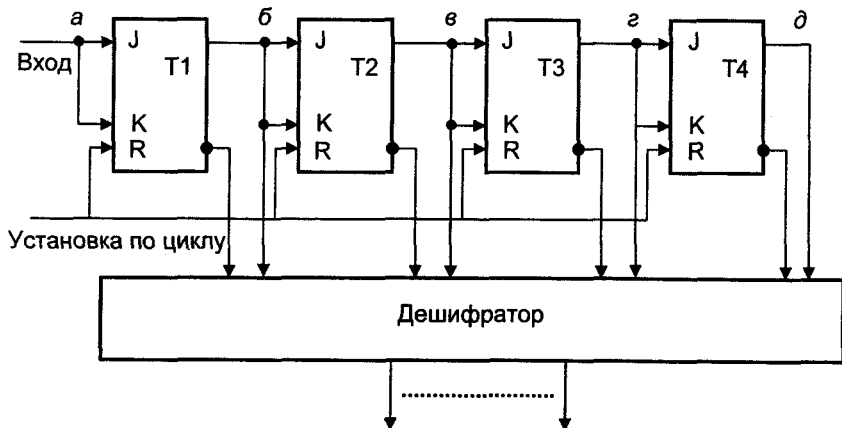 а б в г д
J J J J
Вход T1 T2 T3 T4
K K K K
R R R R
Установка по циклу
Дешифратор